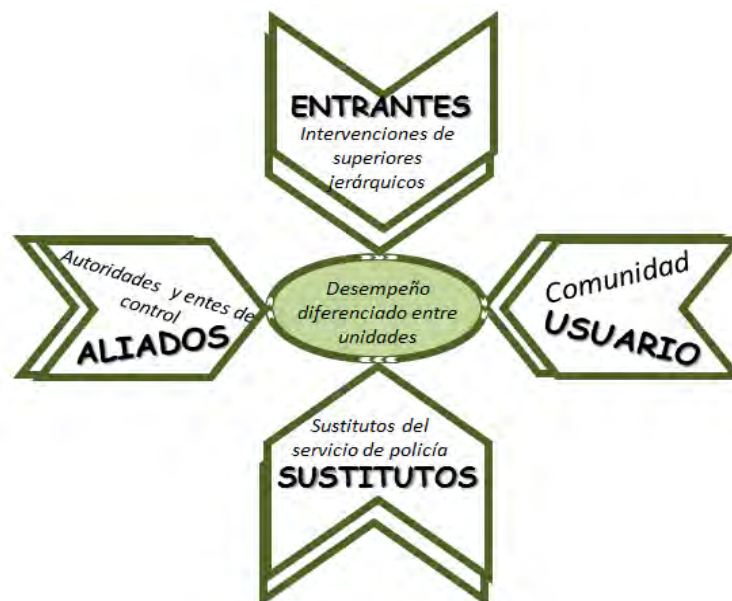 ENTRANTES
Intervenciones de
superiores
jerárquicos
Autoridades y entes de
control
ALIADOS
Desempeño
diferenciado entre
unidades
Comunidad
USUARIO
Sustitutos del
servicio de policía
SUSTITUTOS